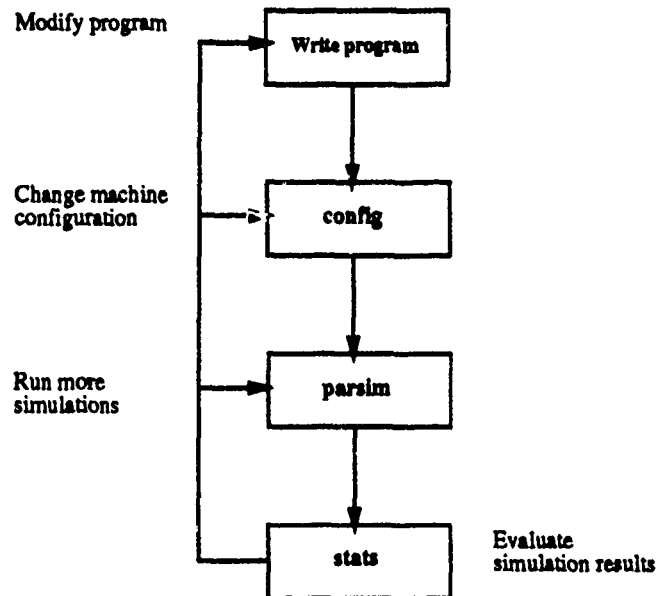 Modify program
Write program
Change machine
configuration
config
Run more
simulations
parsim
stats
Evaluate
simulation results